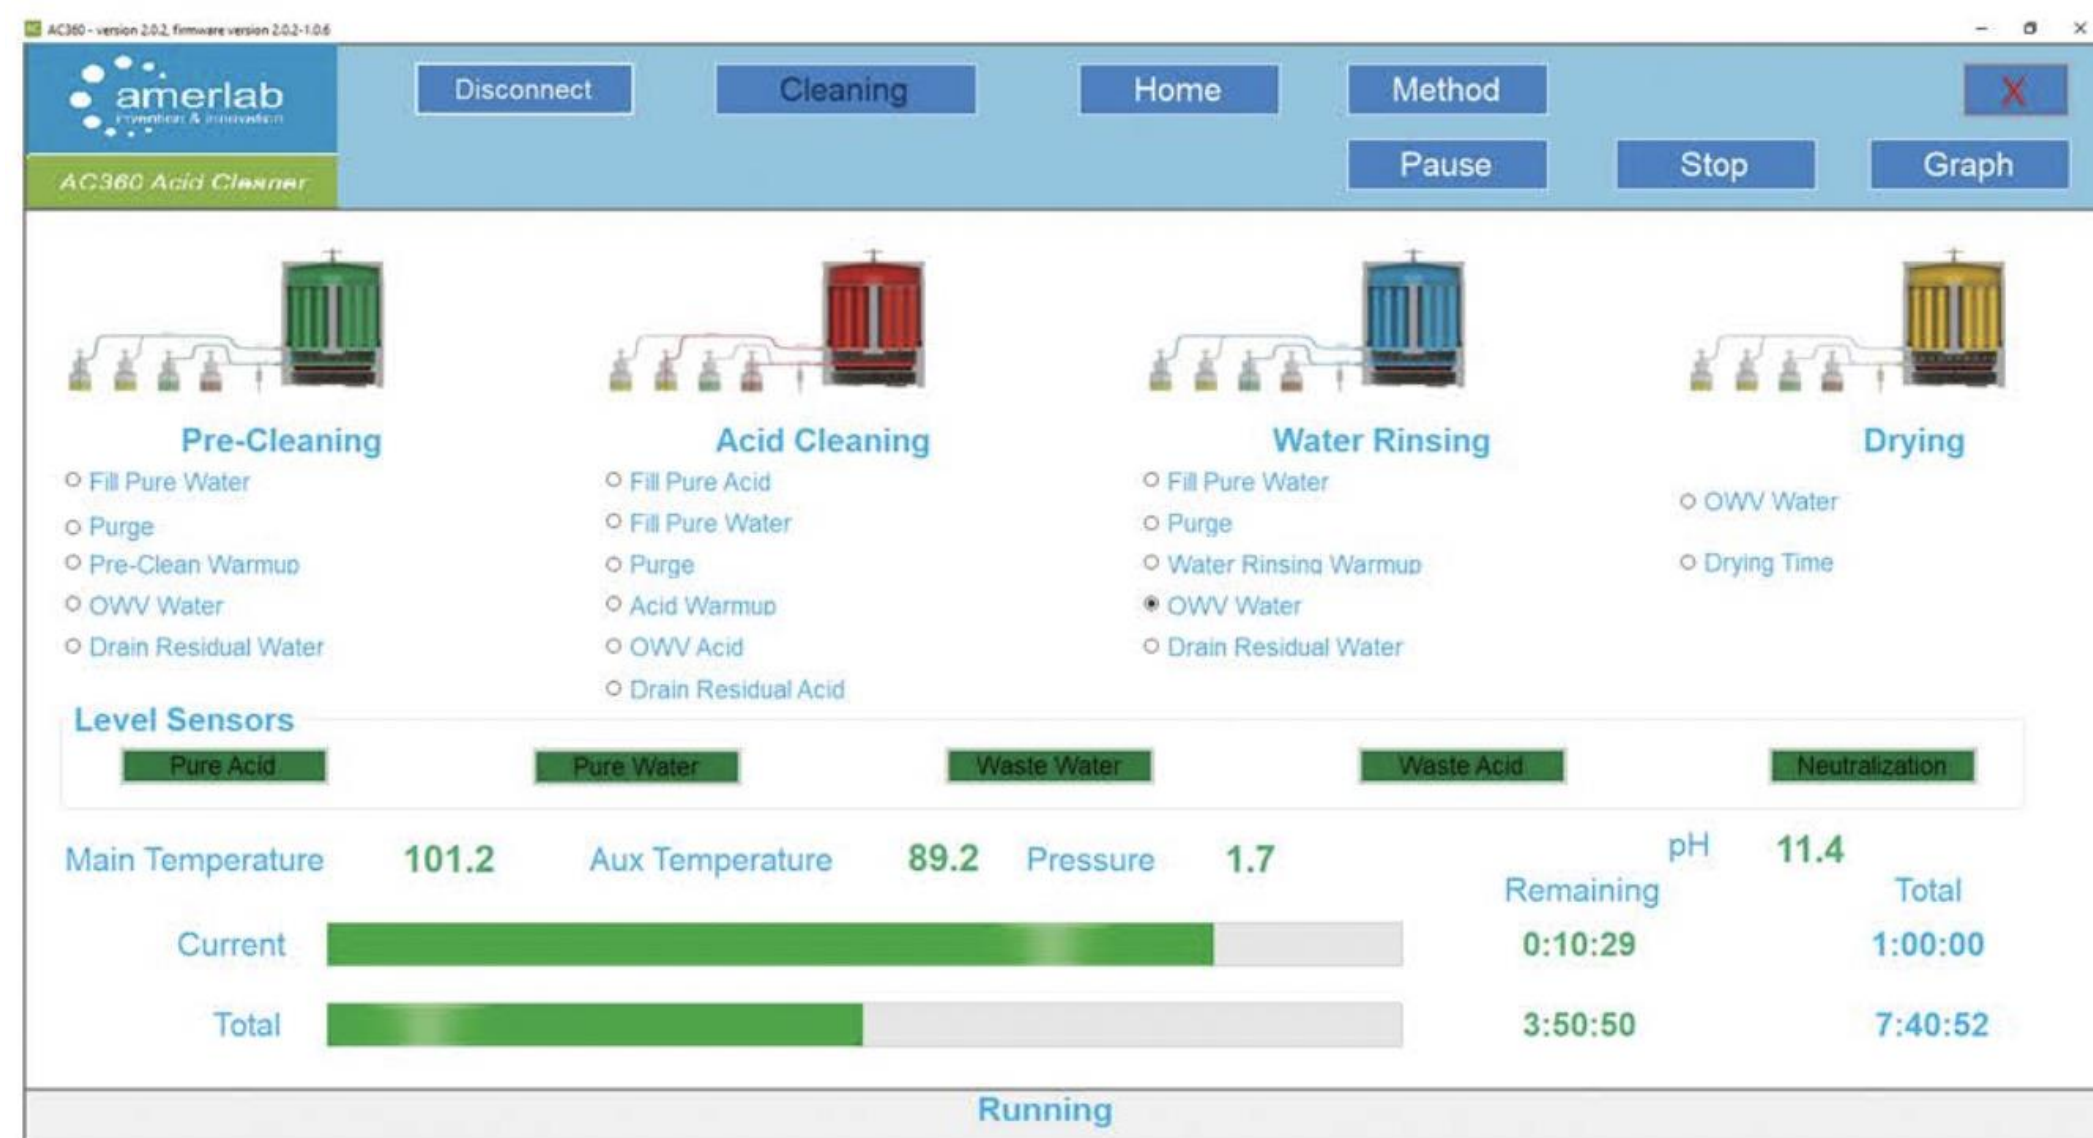 AC360 - version 2.0.2, firmware version 2.0.2-1.0.6
amerlab
invention & innovation
AC360 Acid Cleaner
Disconnect Cleaning Home Method X
Pause Stop Graph
Pre-Cleaning
Fill Pure Water
Purge
Pre-Clean Warmup
OWV Water
Drain Residual Water
Acid Cleaning
Fill Pure Acid
Fill Pure Water
Purge
Acid Warmup
OWV Acid
Drain Residual Acid
Water Rinsing
Fill Pure Water
Purge
Water Rinsing Warmup
OWV Water
Drain Residual Water
Drying
OWV Water
Drying Time
Level Sensors
Pure Acid Pure Water Waste Water Waste Acid Neutralization
Main Temperature 101.2 Aux Temperature 89.2 Pressure 1.7 pH 11.4
Remaining Total
Current 0:10:29 1:00:00
Total 3:50:50 7:40:52
Running